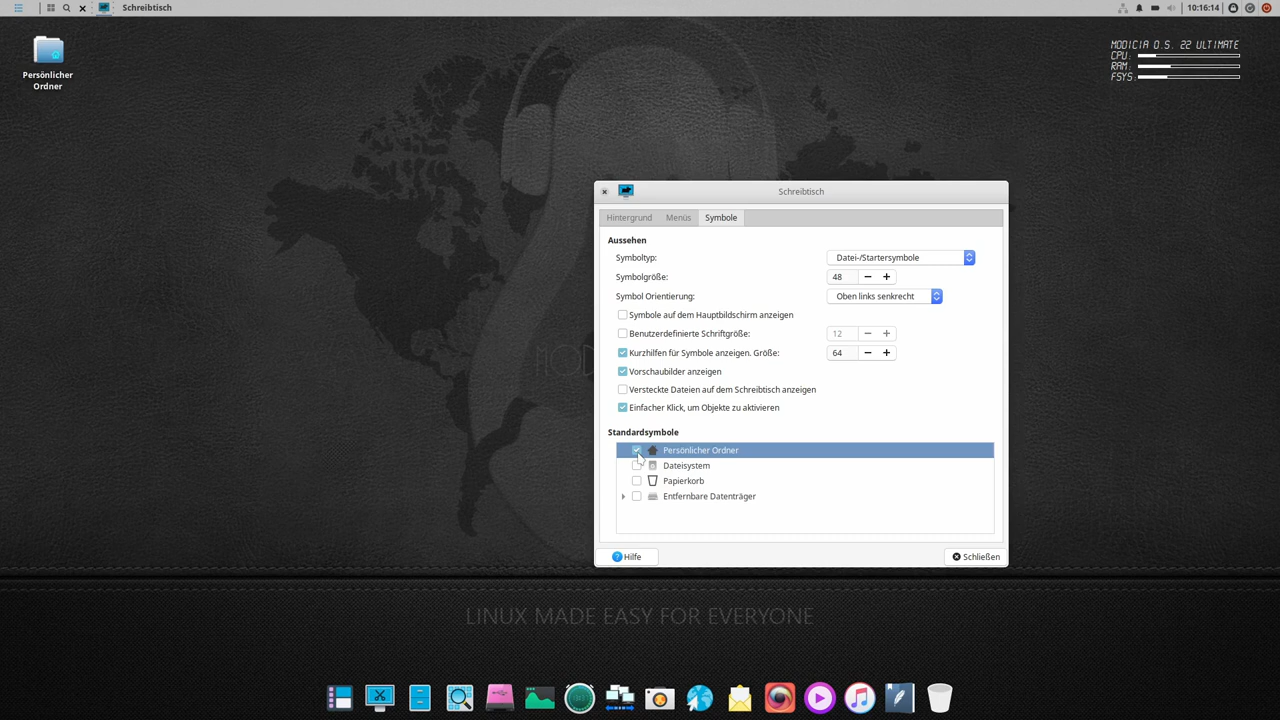 Schreibtisch
10:16:14
Persönlicher
Ordner
MODICIA O.S. 22 ULTIMATE
CPU:
RAM:
FSYS:
Schreibtisch
Hintergrund
Menüs
Symbole
Aussehen
Symboltyp:
Datei-/Startersymbole
Symbolgröße:
48
Symbol Orientierung:
Oben links senkrecht
Symbole auf dem Hauptbildschirm anzeigen
Benutzerdefinierte Schriftgröße:
12
Kurzhilfen für Symbole anzeigen. Größe:
64
Vorschaubilder anzeigen
Versteckte Dateien auf dem Schreibtisch anzeigen
Einfacher Klick, um Objekte zu aktivieren
Standardsymbole
Persönlicher Ordner
Dateisystem
Papierkorb
Entfernbare Datenträger
Hilfe
Schließen
LINUX MADE EASY FOR EVERYONE